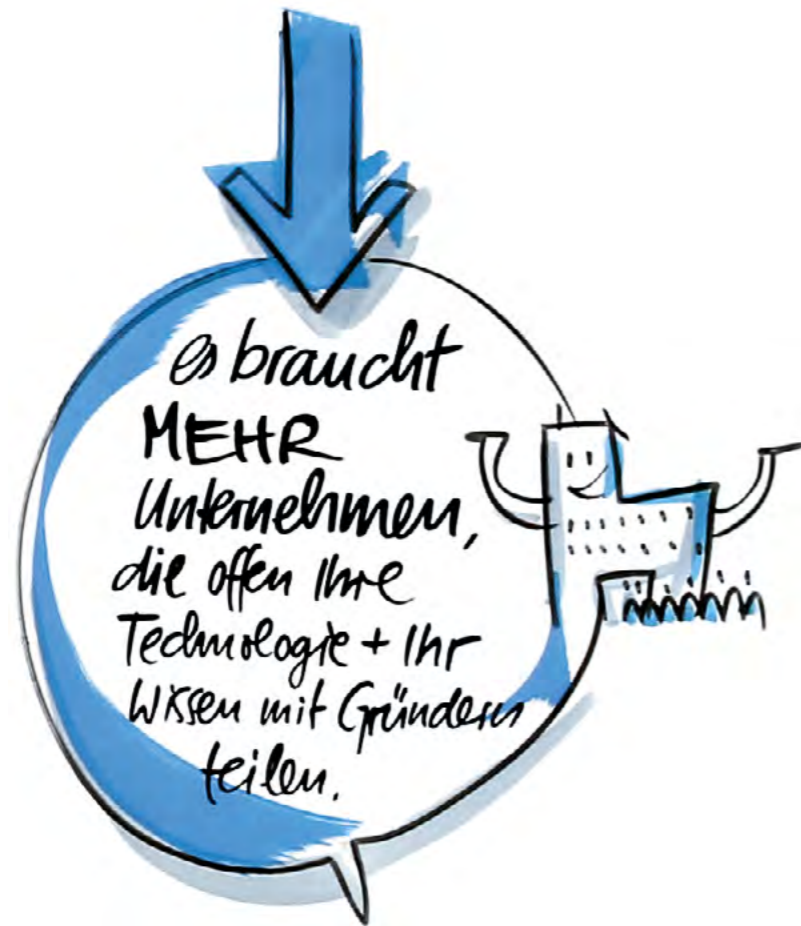 es braucht
MEHR
Unternehmen,
die offen Ihre
Technologie + Ihr
Wissen mit Gründern
teilen.